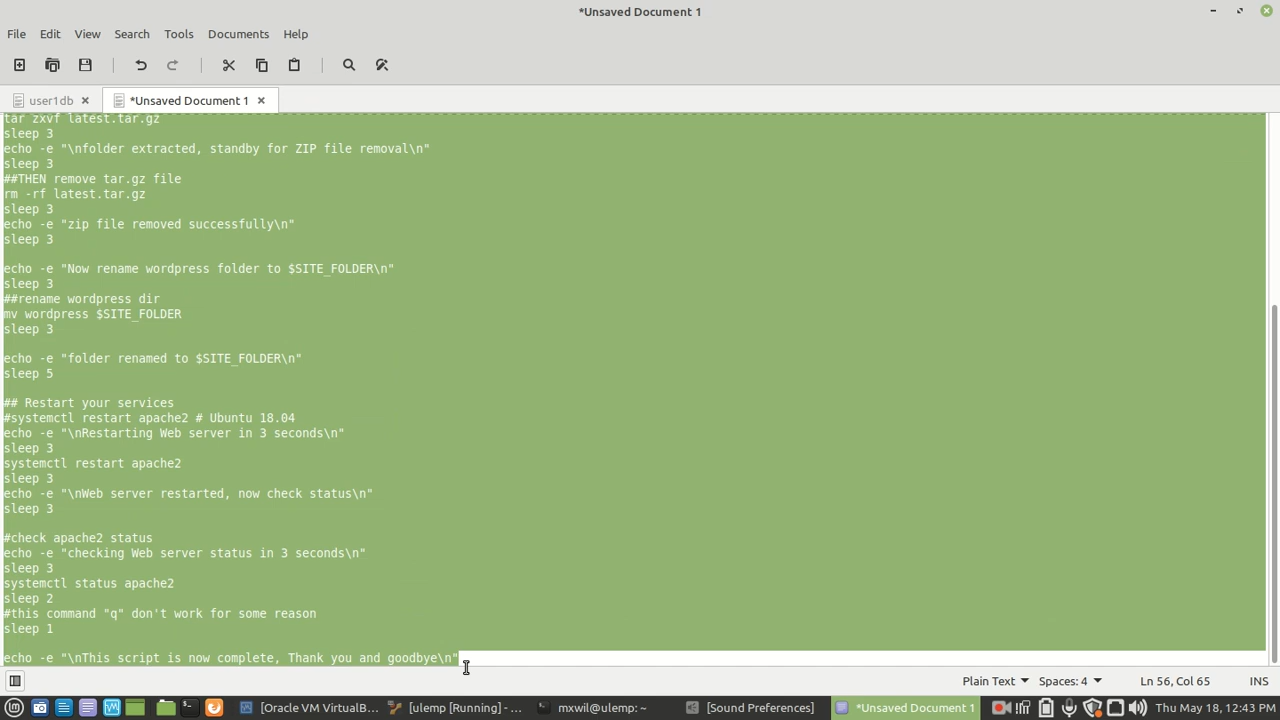 *Unsaved Document 1
File Edit View Search Tools Documents Help
user1db *Unsaved Document 1
tar zxvf latest.tar.gz
sleep 3
echo -e "\nfolder extracted, standby for ZIP file removal\n"
sleep 3
##THEN remove tar.gz file
rm -rf latest.tar.gz
sleep 3
echo -e "zip file removed successfully\n"
sleep 3
echo -e "Now rename wordpress folder to $SITE_FOLDER\n"
sleep 3
##rename wordpress dir
mv wordpress $SITE_FOLDER
sleep 3
echo -e "folder renamed to $SITE_FOLDER\n"
sleep 5
## Restart your services
#systemctl restart apache2 # Ubuntu 18.04
echo -e "\nRestarting Web server in 3 seconds\n"
sleep 3
systemctl restart apache2
sleep 3
echo -e "\nWeb server restarted, now check status\n"
sleep 3
#check apache2 status
echo -e "checking Web server status in 3 seconds\n"
sleep 3
systemctl status apache2
sleep 2
#this command "q" don't work for some reason
sleep 1
echo -e "\nThis script is now complete, Thank you and goodbye\n"
Plain Text Spaces: 4 Ln 56, Col 65 INS
[Oracle VM VirtualB... [ulemp [Running] - ... mxwil@ulemp: ~ [Sound Preferences] *Unsaved Document 1 Thu May 18, 12:43 PM